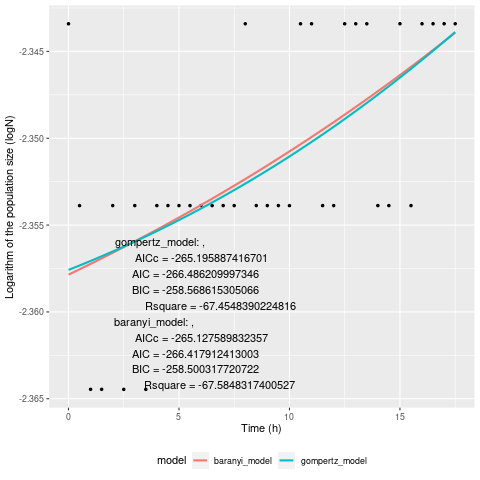 -2.345
-2.350
-2.355
-2.360
-2.365
Logarithm of the population size (logN)
gompertz_model: ,
AICc = -265.195887416701
AIC = -266.486209997346
BIC = -258.568615305066
Rsquare = -67.4548390224816
baranyi_model: ,
AICc = -265.127589832357
AIC = -266.417912413003
BIC = -258.500317720722
Rsquare = -67.5848317400527
0 5 10 15
Time (h)
model baranyi_model gompertz_model